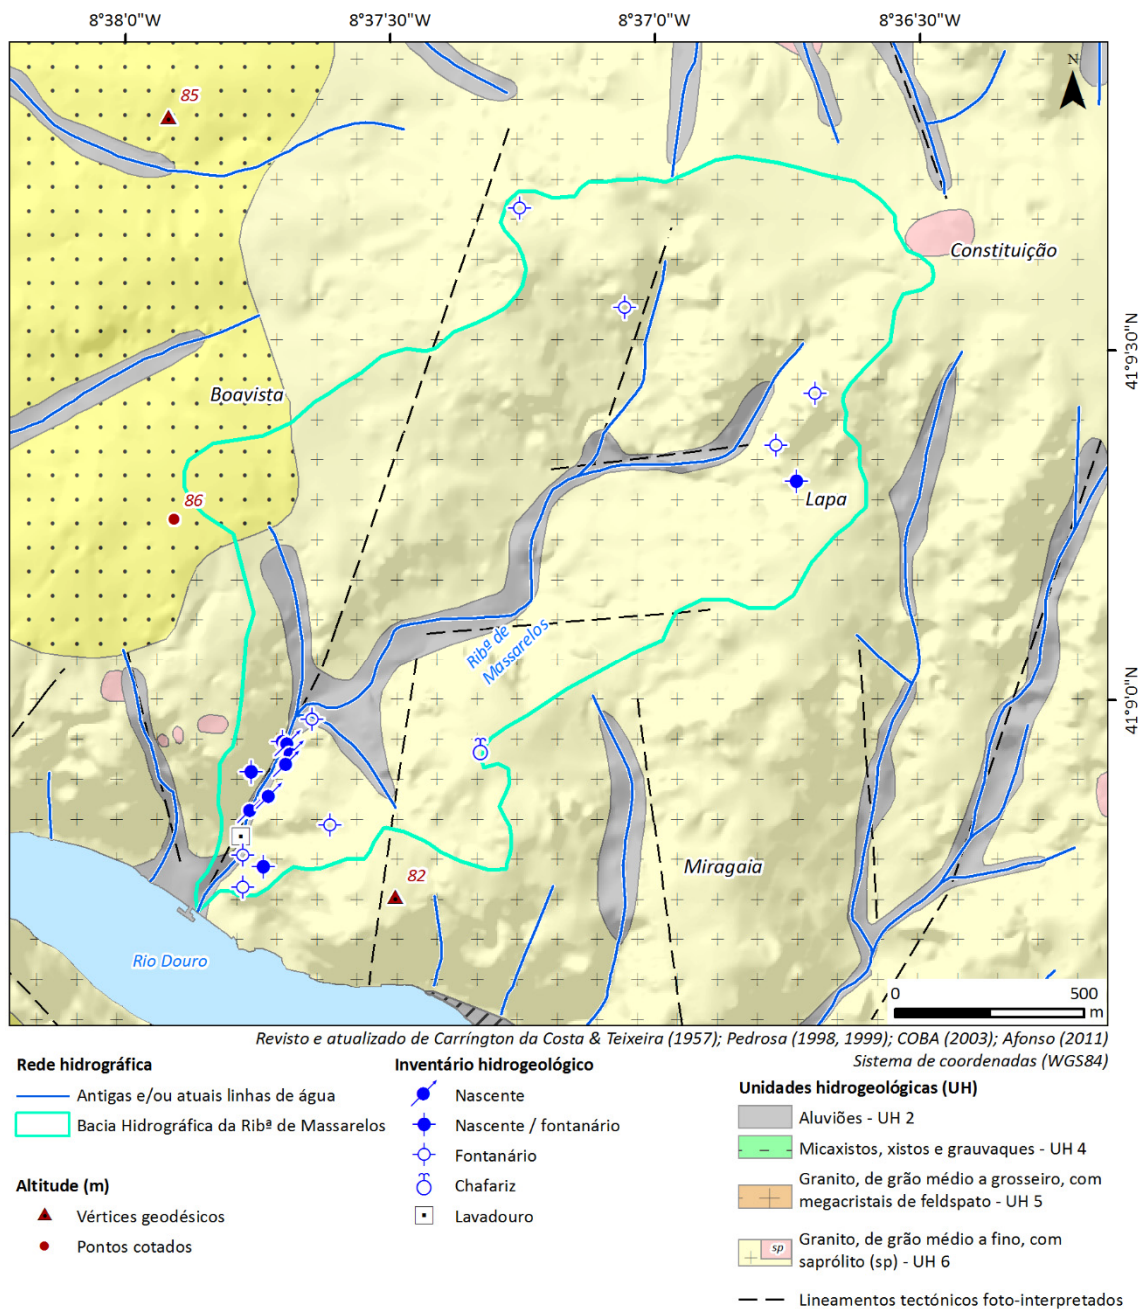 8°38'0"W
8°37'30"W
8°37'0"W
8°36'30"W
N
85
Constituição
41°9'30"N
Boavista
86
Lapa
Ribª de
Massarelos
41°9'0"N
Miragaia
82
Rio Douro
0 500
m
Revisto e atualizado de Carríngton da Costa & Teixeira (1957); Pedrosa (1998, 1999); COBA (2003); Afonso (2011)
Sistema de coordenadas (WGS84)
Rede hidrográfica
Antigas e/ou atuais linhas de água
Bacia Hidrográfica da Ribª de Massarelos
Altitude (m)
Vértices geodésicos
Pontos cotados
Inventário hidrogeológico
Nascente
Nascente / fontanário
Fontanário
Chafariz
Lavadouro
Unidades hidrogeológicas (UH)
Aluviões - UH 2
Micaxistos, xistos e grauvaques - UH 4
Granito, de grão médio a grosseiro, com
megacristais de feldspato - UH 5
sp
Granito, de grão médio a fino, com
saprólito (sp) - UH 6
Lineamentos tectónicos foto-interpretados